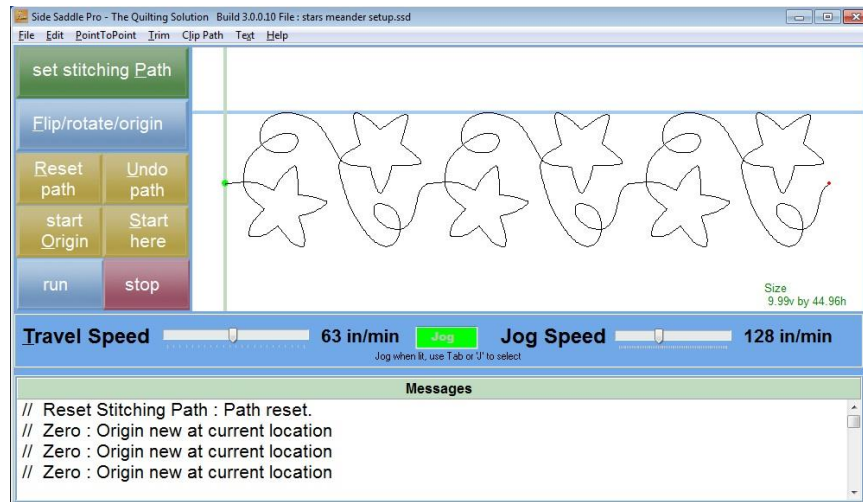 Side Saddle Pro - The Quilting Solution Build 3.0.0.10 File : stars meander setup.ssd
File Edit PointToPoint Trim Clip Path Text Help
set stitching Path
Flip/rotate/origin
Reset path
Undo path
start Origin
Start here
run
stop
Size
9.99v by 44.96h
Travel Speed
63 in/min
Jog
Jog Speed
128 in/min
Jog when lit, use Tab or 'J' to select
Messages
// Reset Stitching Path : Path reset.
// Zero : Origin new at current location
// Zero : Origin new at current location
// Zero : Origin new at current location